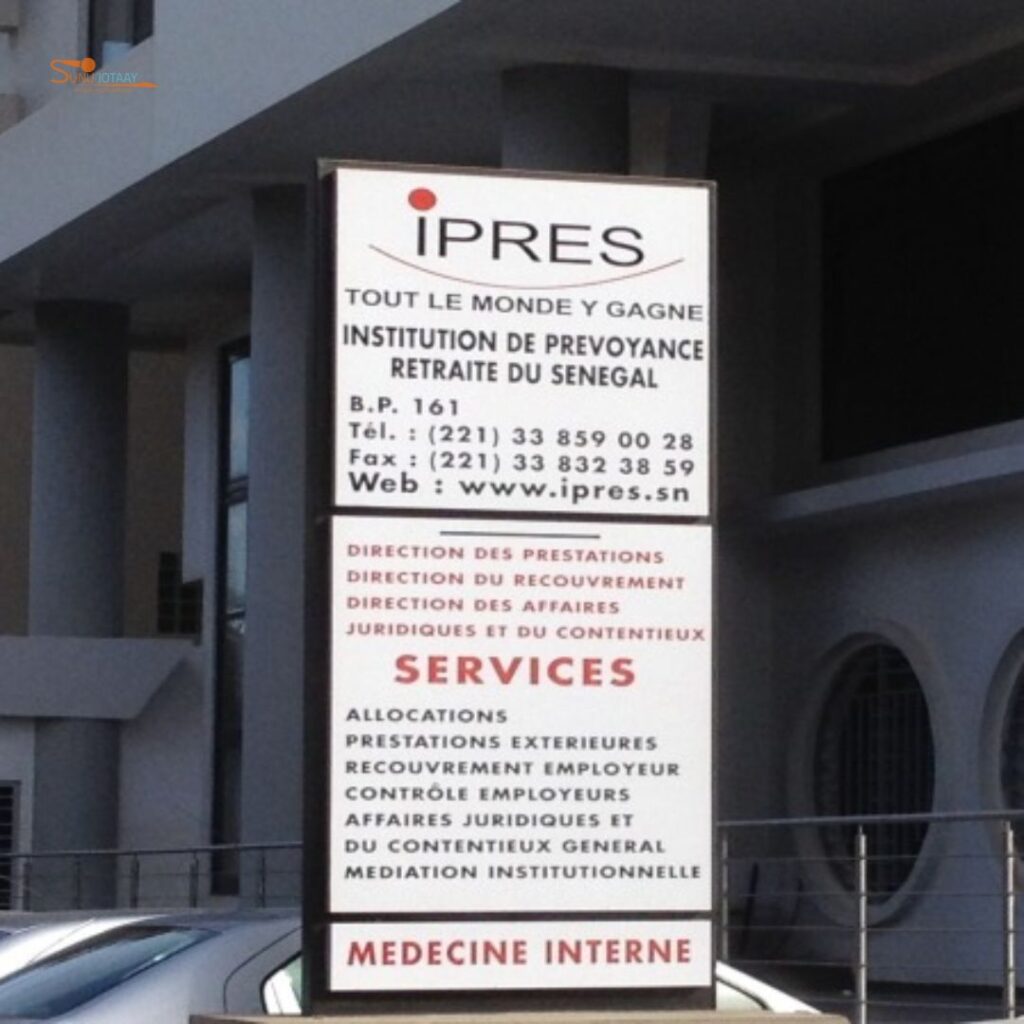 SUNU IOTAAY
iPRES
TOUT LE MONDE Y GAGNE
INSTITUTION DE PREVOYANCE
RETRAITE DU SENEGAL
B.P. 161
Tél. : (221) 33 859 00 28
Fax : (221) 33 832 38 59
Web : www.ipres.sn
DIRECTION DES PRESTATIONS
DIRECTION DU RECOUVREMENT
DIRECTION DES AFFAIRES
JURIDIQUES ET DU CONTENTIEUX
SERVICES
ALLOCATIONS
PRESTATIONS EXTERIEURES
RECOUVREMENT EMPLOYEUR
CONTRÔLE EMPLOYEURS
AFFAIRES JURIDIQUES ET
DU CONTENTIEUX GENERAL
MEDIATION INSTITUTIONNELLE
MEDECINE INTERNE